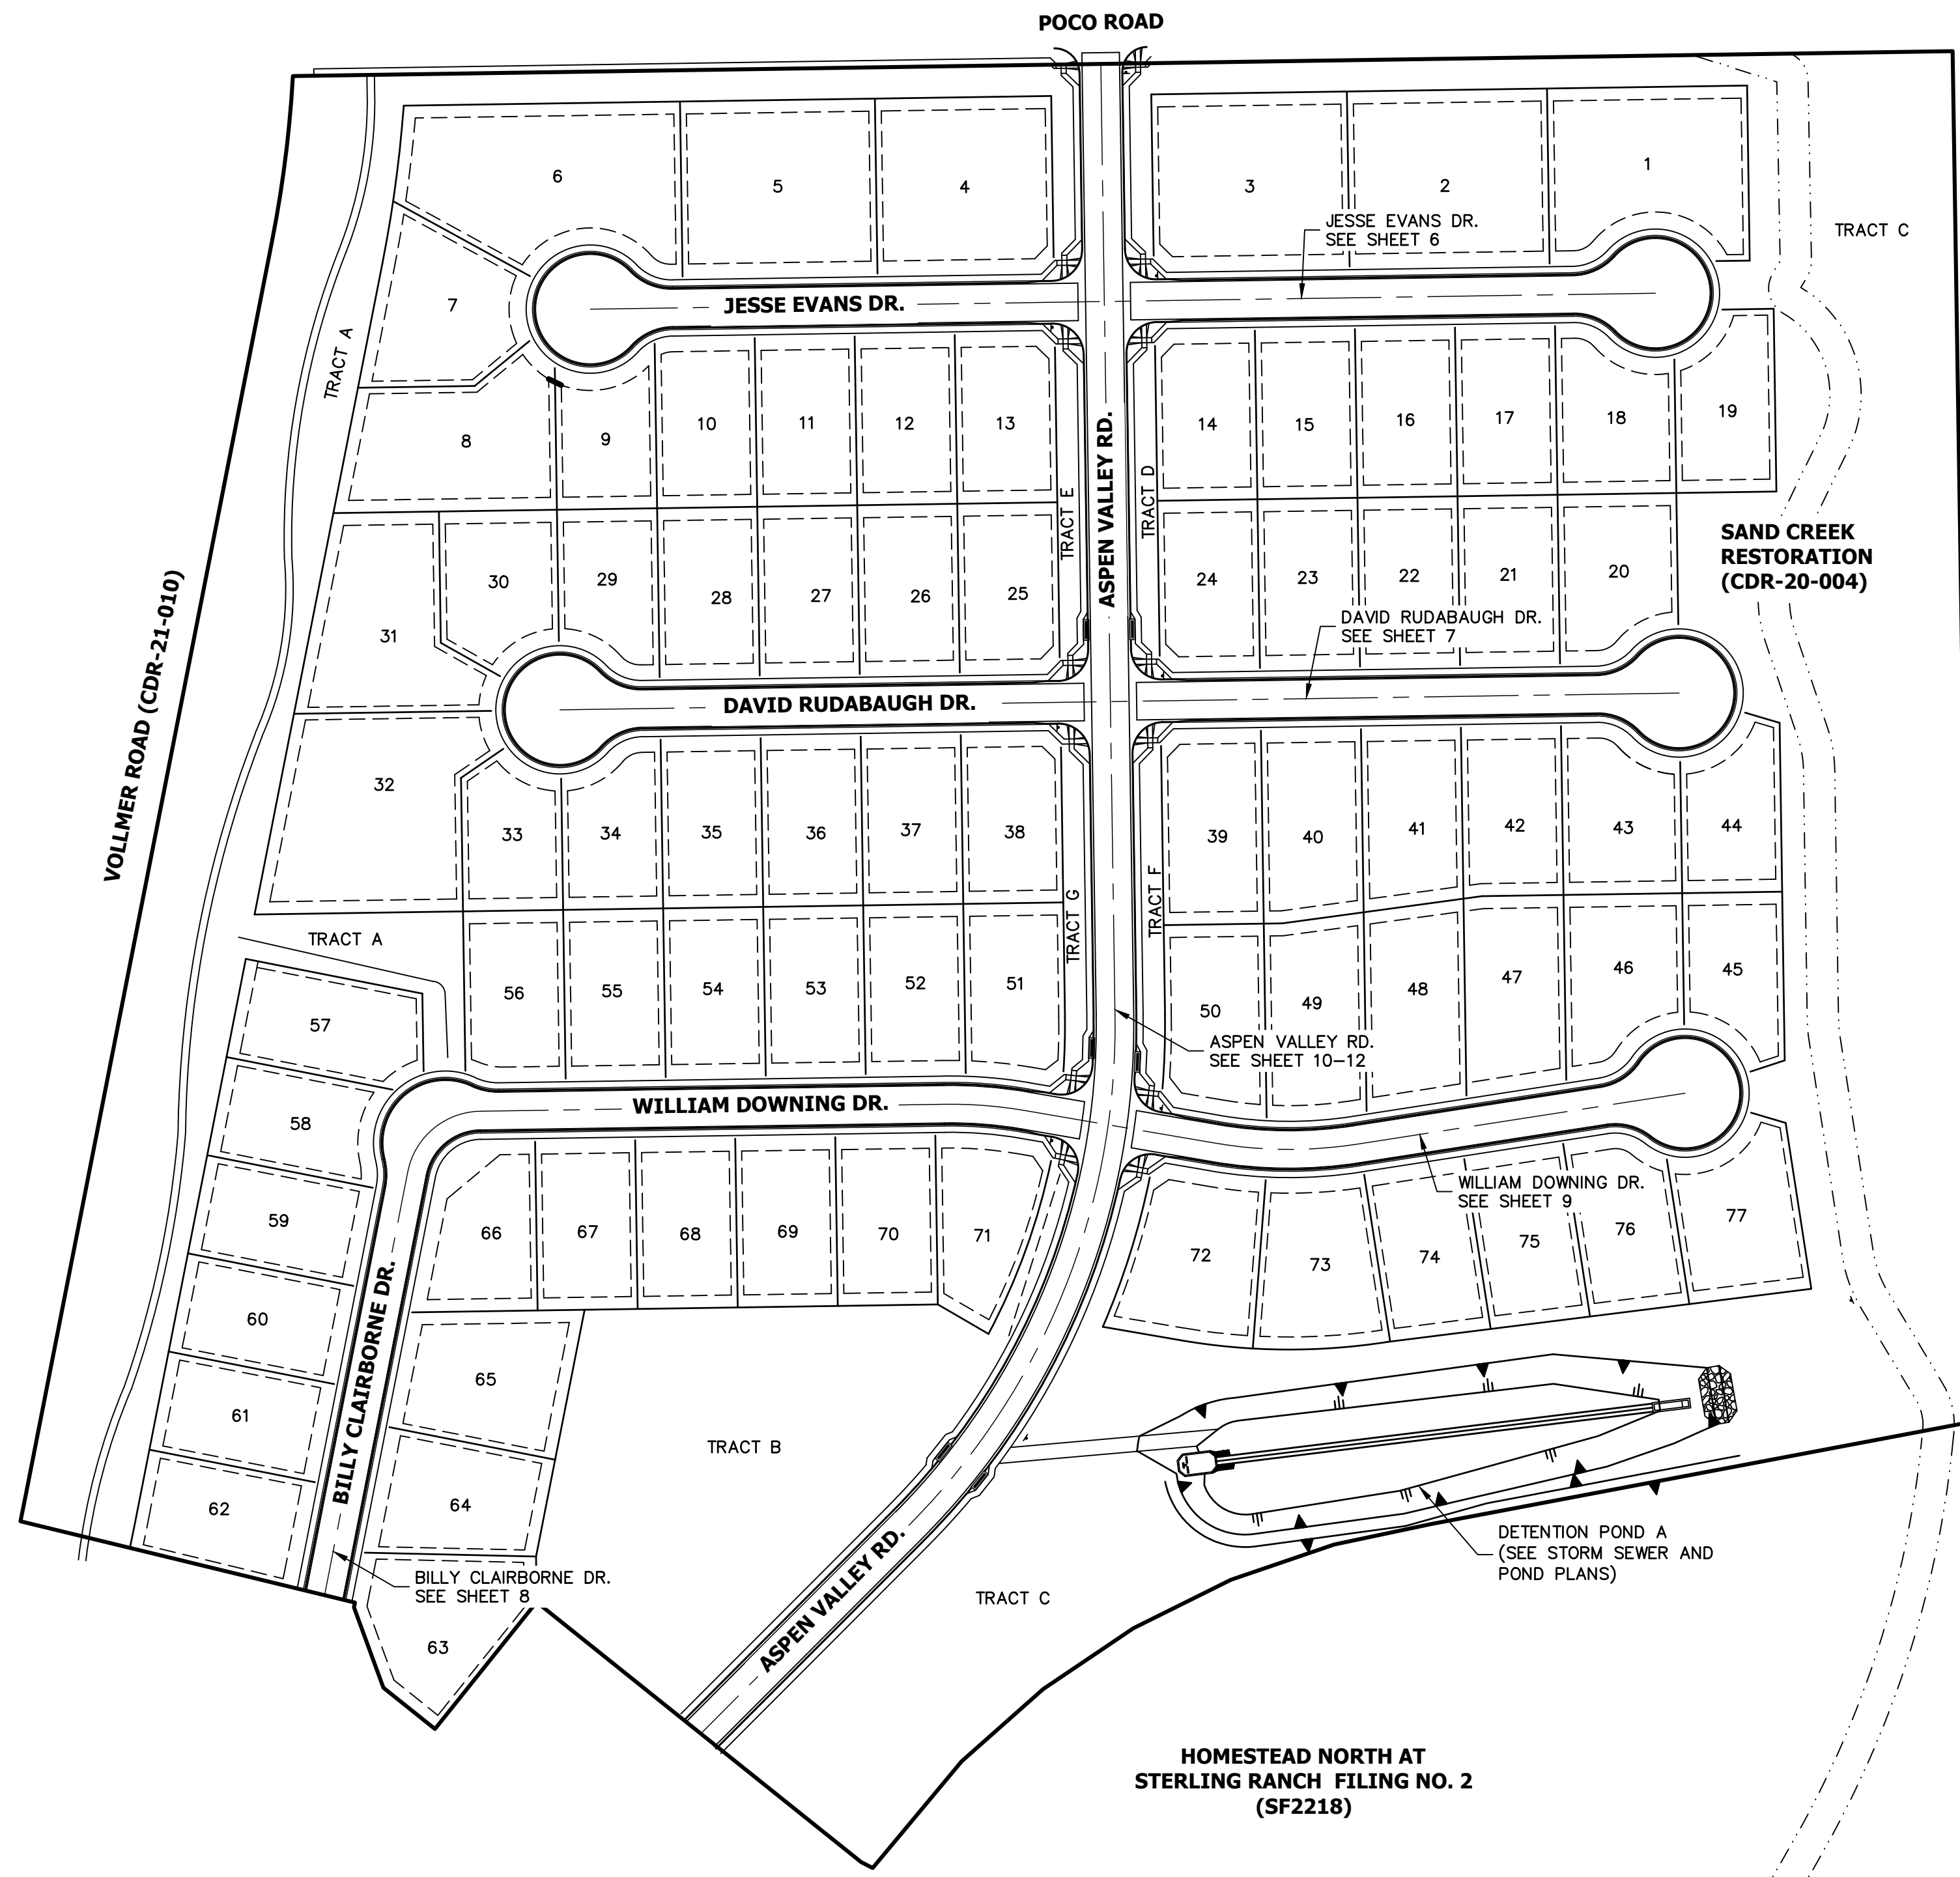 POCO ROAD
6
5
4
3
2
1
TRACT C
JESSE EVANS DR.
SEE SHEET 6
JESSE EVANS DR.
7
TRACT A
8
9
10
11
12
13
14
15
16
17
18
19
TRACT E
ASPEN VALLEY RD.
TRACT D
SAND CREEK
RESTORATION
(CDR-20-004)
VOLLMER ROAD (CDR-21-010)
31
30
29
28
27
26
25
24
23
22
21
20
DAVID RUDABAUGH DR.
SEE SHEET 7
DAVID RUDABAUGH DR.
32
33
34
35
36
37
38
39
40
41
42
43
44
TRACT G
TRACT F
TRACT A
56
55
54
53
52
51
50
49
48
47
46
45
57
ASPEN VALLEY RD.
SEE SHEET 10-12
WILLIAM DOWNING DR.
58
59
60
61
62
WILLIAM DOWNING DR.
SEE SHEET 9
66
67
68
69
70
71
72
73
74
75
76
77
BILLY CLAIRBORNE DR.
65
64
63
TRACT B
BILLY CLAIRBORNE DR.
SEE SHEET 8
ASPEN VALLEY RD.
TRACT C
DETENTION POND A
(SEE STORM SEWER AND
POND PLANS)
HOMESTEAD NORTH AT
STERLING RANCH FILING NO. 2
(SF2218)